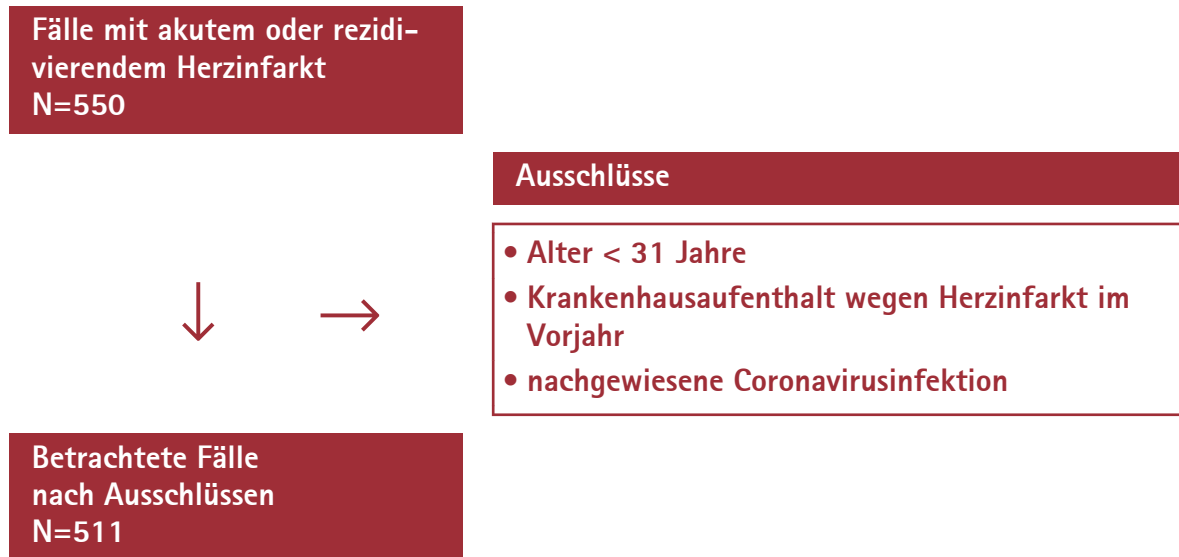 Fälle mit akutem oder rezidi-
vierendem Herzinfarkt
N=550
Ausschlüsse
• Alter < 31 Jahre
• Krankenhausaufenthalt wegen Herzinfarkt im
Vorjahr
• nachgewiesene Coronavirusinfektion
Betrachtete Fälle
nach Ausschlüssen
N=511